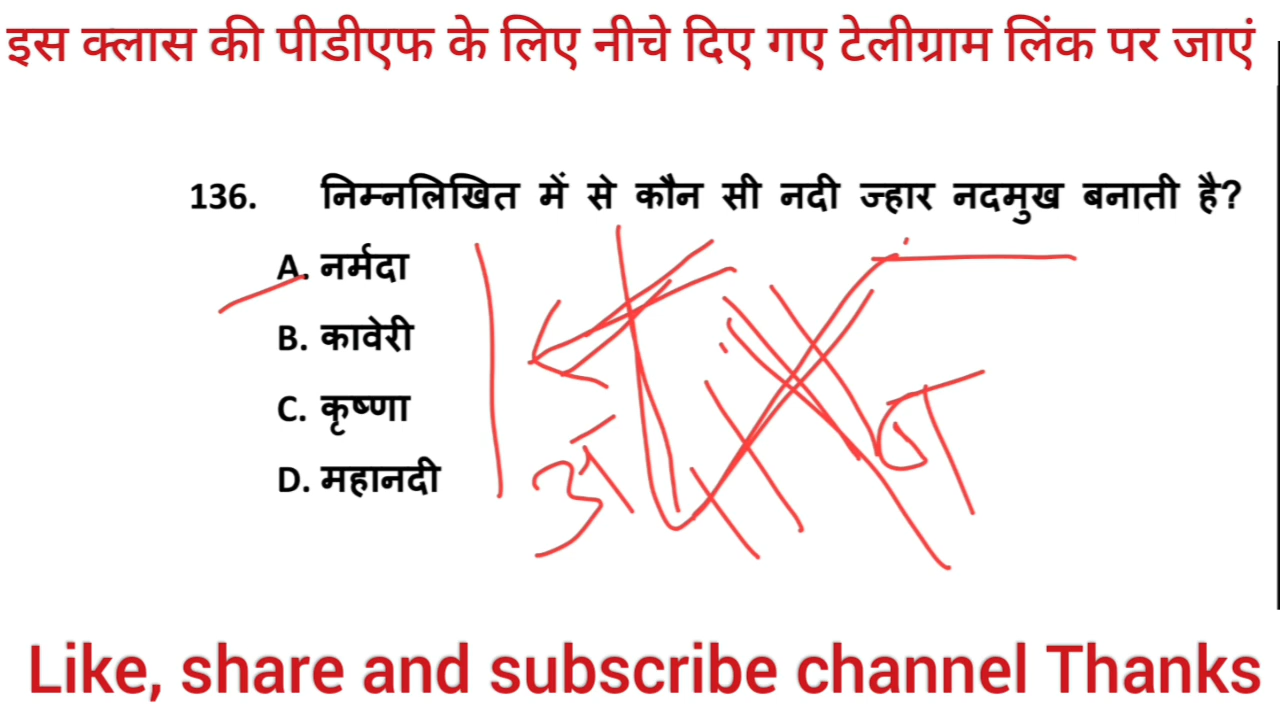 इस क्लास की पीडीएफ के लिए नीचे दिए गए टेलीग्राम लिंक पर जाएं
136. निम्नलिखित में से कौन सी नदी ज्हार नदमुख बनाती है?
A. नर्मदा
B. कावेरी
C. कृष्णा
D. महानदी
Like, share and subscribe channel Thanks